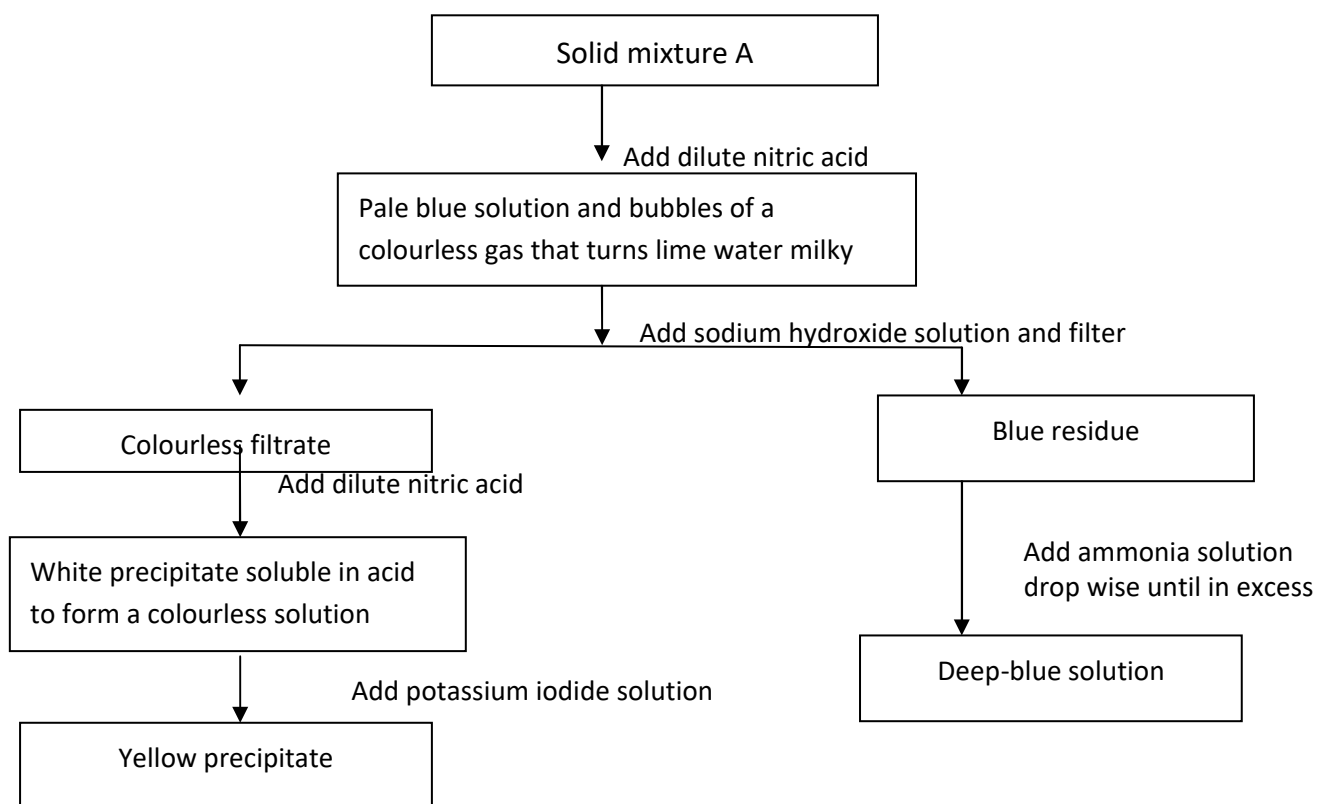 Solid mixture A
Add dilute nitric acid
Pale blue solution and bubbles of a
colourless gas that turns lime water milky
Add sodium hydroxide solution and filter
Colourless filtrate
Blue residue
Add dilute nitric acid
White precipitate soluble in acid
to form a colourless solution
Add ammonia solution
drop wise until in excess
Deep-blue solution
Add potassium iodide solution
Yellow precipitate